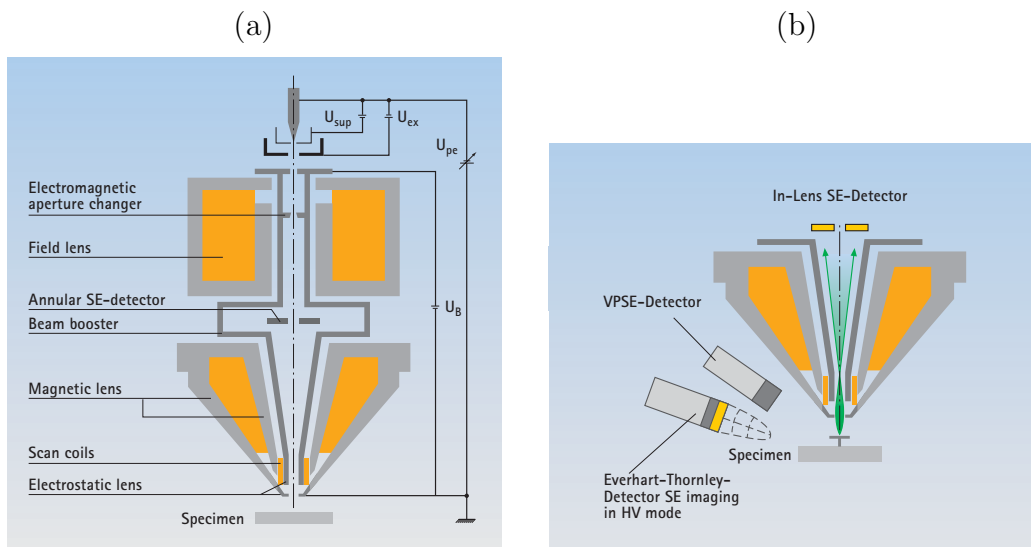 (a)
U_sup
U_ex
U_pe
Electromagnetic
aperture changer
Field lens
Annular SE-detector
Beam booster
U_B
Magnetic lens
Scan coils
Electrostatic lens
Specimen
(b)
In-Lens SE-Detector
VPSE-Detector
Specimen
Everhart-Thornley-
Detector SE imaging
in HV mode